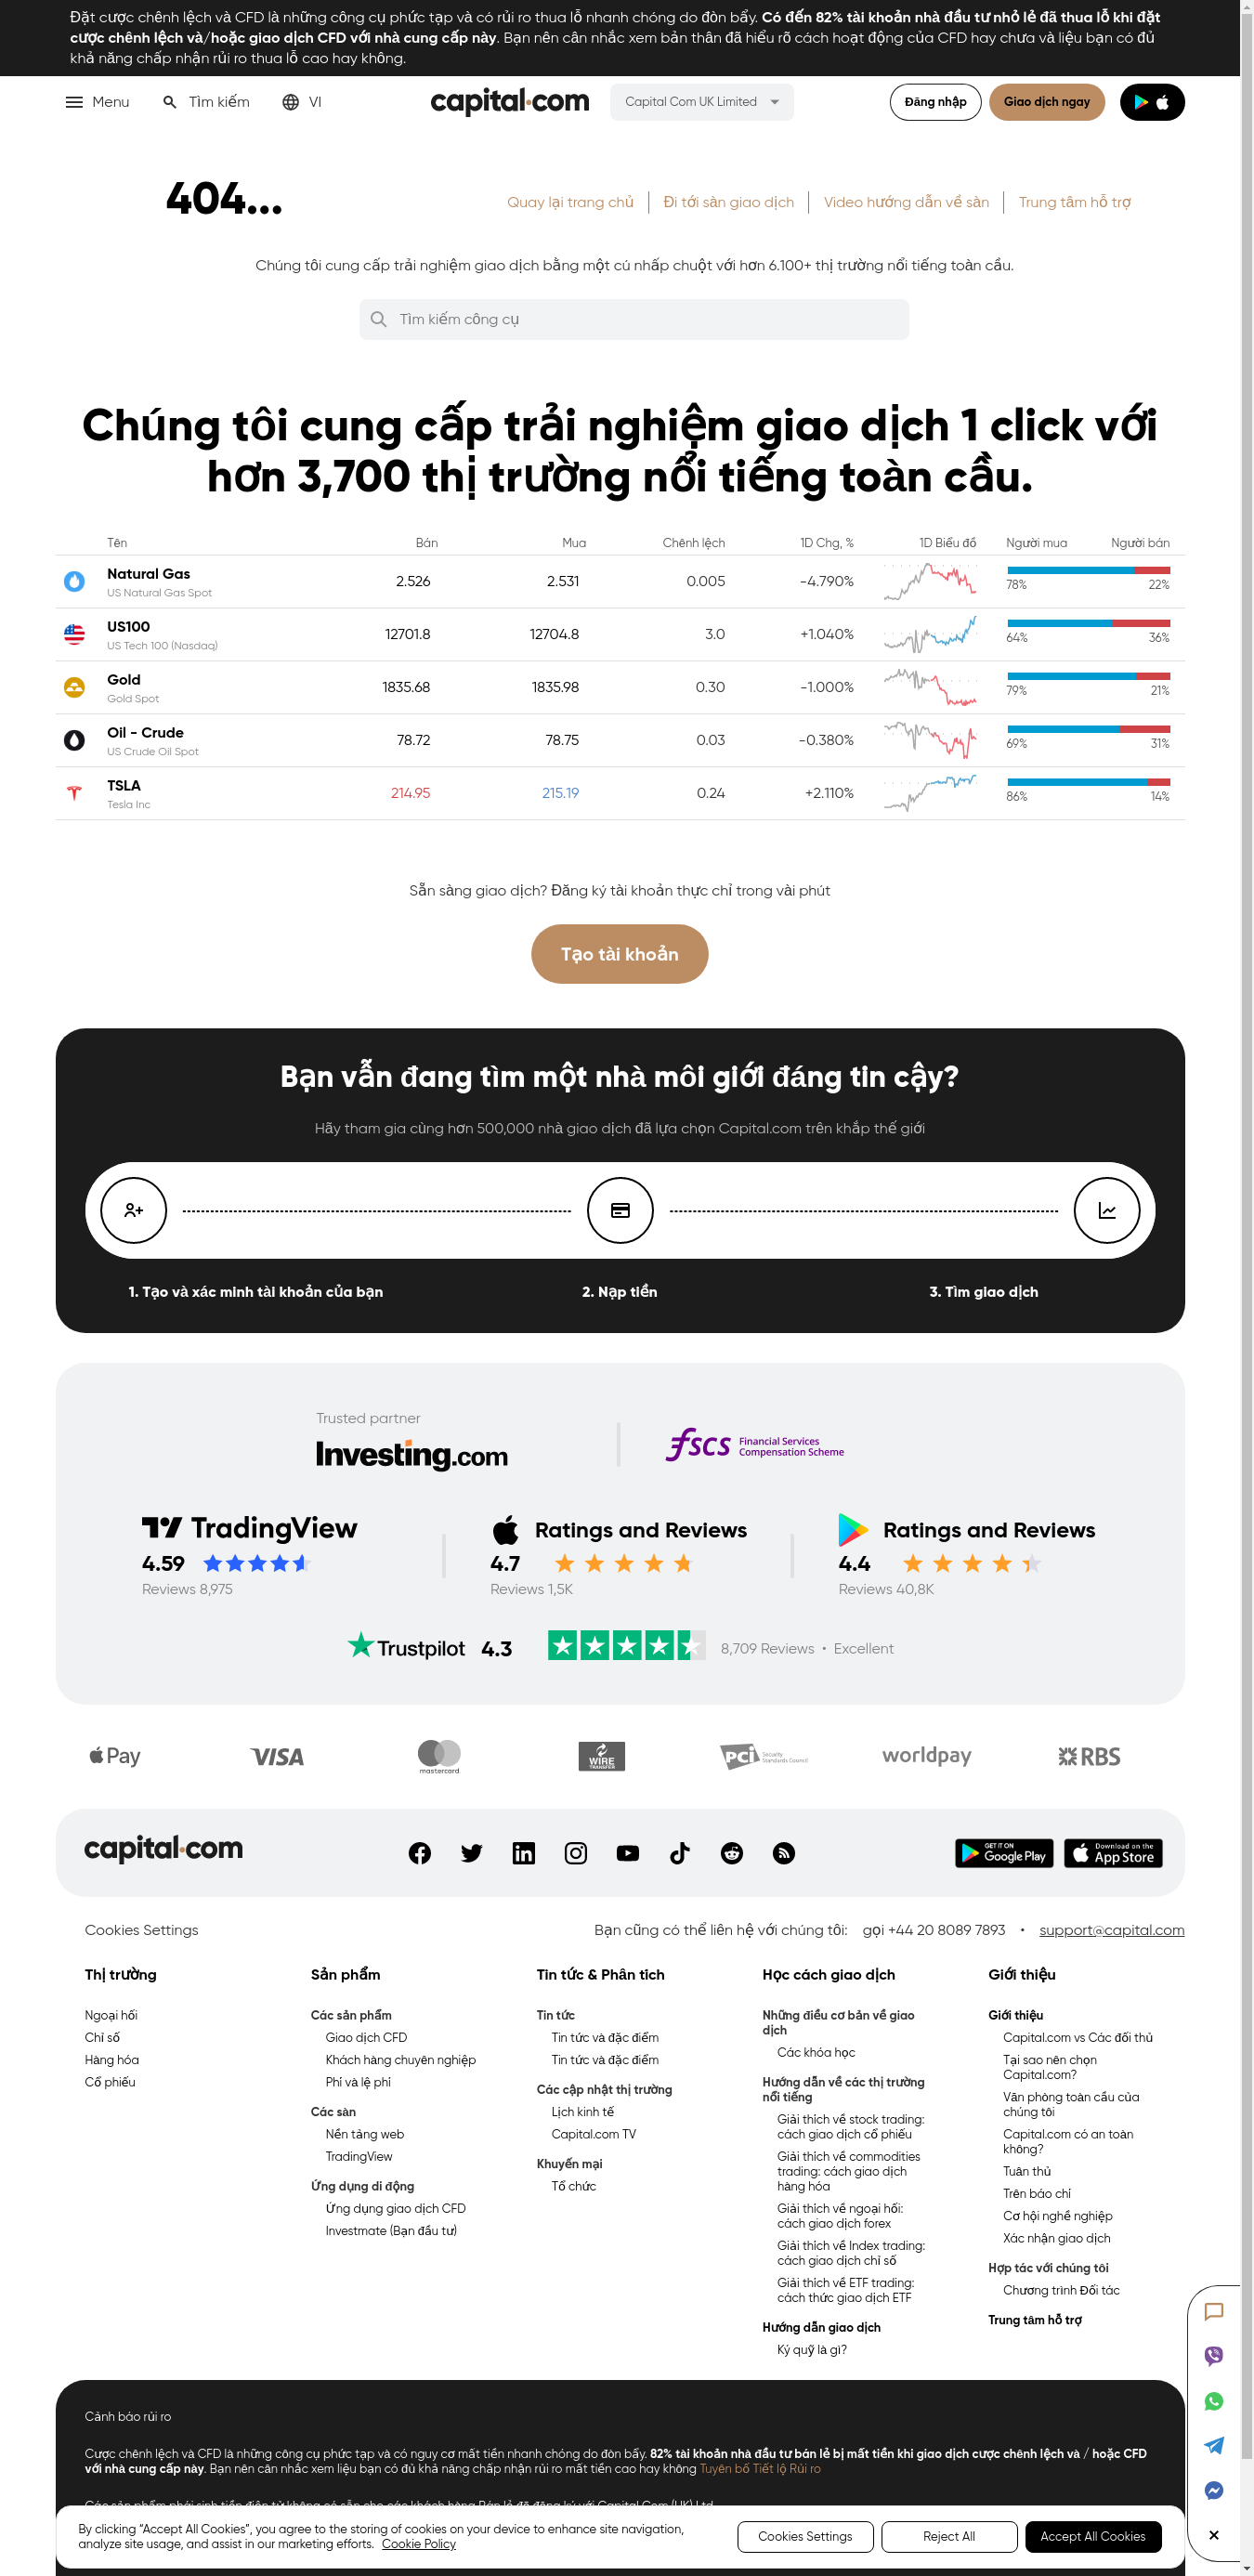 Đặt cược chênh lệch và CFD là những công cụ phức tạp và có rủi ro thua lỗ nhanh chóng do đòn bẩy. Có đến 82% tài khoản nhà đầu tư nhỏ lẻ đã thua lỗ khi đặt
cược chênh lệch và/hoặc giao dịch CFD với nhà cung cấp này. Bạn nên cân nhắc xem bản thân đã hiểu rõ cách hoạt động của CFD hay chưa và liệu bạn có đủ
khả năng chấp nhận rủi ro thua lỗ cao hay không.
Menu Tìm kiếm VI capital.com Capital Com UK Limited Đăng nhập Giao dịch ngay
404...
Quay lại trang chủ Đi tới sàn giao dịch Video hướng dẫn về sàn Trung tâm hỗ trợ
Chúng tôi cung cấp trải nghiệm giao dịch bằng một cú nhấp chuột với hơn 6.100+ thị trường nổi tiếng toàn cầu.
Tìm kiếm công cụ
Chúng tôi cung cấp trải nghiệm giao dịch 1 click với
hơn 3,700 thị trường nổi tiếng toàn cầu.
Tên Bán Mua Chênh lệch 1D Chg, % 1D Biểu đồ Người mua Người bán
Natural Gas 2.526 2.531 0.005 -4.790% 78% 22%
US Natural Gas Spot
US100 12701.8 12704.8 3.0 +1.040% 64% 36%
US Tech 100 (Nasdaq)
Gold 1835.68 1835.98 0.30 -1.000% 79% 21%
Gold Spot
Oil - Crude 78.72 78.75 0.03 -0.380% 69% 31%
US Crude Oil Spot
TSLA 214.95 215.19 0.24 +2.110% 86% 14%
Tesla Inc
Sẵn sàng giao dịch? Đăng ký tài khoản thực chỉ trong vài phút
Tạo tài khoản
Bạn vẫn đang tìm một nhà môi giới đáng tin cậy?
Hãy tham gia cùng hơn 500,000 nhà giao dịch đã lựa chọn Capital.com trên khắp thế giới
1. Tạo và xác minh tài khoản của bạn 2. Nạp tiền 3. Tìm giao dịch
Trusted partner
Investing.com
fscs Financial Services
Compensation Scheme
TradingView
4.59
Reviews 8,975
Ratings and Reviews
4.7
Reviews 1,5K
Ratings and Reviews
4.4
Reviews 40,8K
Trustpilot 4.3 8,709 Reviews • Excellent
Pay VISA mastercard WIRE TRANSFER PCI Security Standards Council worldpay RBS
capital.com
GET IT ON Google Play
Download on the App Store
Cookies Settings
Bạn cũng có thể liên hệ với chúng tôi: gọi +44 20 8089 7893 • support@capital.com
Thị trường
Ngoại hối
Chỉ số
Hàng hóa
Cổ phiếu
Sản phẩm
Các sản phẩm
Giao dịch CFD
Khách hàng chuyên nghiệp
Phí và lệ phí
Các sàn
Nền tảng web
TradingView
Ứng dụng di động
Ứng dụng giao dịch CFD
Investmate (Bạn đầu tư)
Tin tức & Phân tích
Tin tức
Tin tức và đặc điểm
Tin tức và đặc điểm
Các cập nhật thị trường
Lịch kinh tế
Capital.com TV
Khuyến mại
Tổ chức
Học cách giao dịch
Những điều cơ bản về giao
dịch
Các khóa học
Hướng dẫn về các thị trường
nổi tiếng
Giải thích về stock trading:
cách giao dịch cổ phiếu
Giải thích về commodities
trading: cách giao dịch
hàng hóa
Giải thích về ngoại hối:
cách giao dịch forex
Giải thích về Index trading:
cách giao dịch chỉ số
Giải thích về ETF trading:
cách thức giao dịch ETF
Hướng dẫn giao dịch
Ký quỹ là gì?
Giới thiệu
Giới thiệu
Capital.com vs Các đối thủ
Tại sao nên chọn
Capital.com?
Văn phòng toàn cầu của
chúng tôi
Capital.com có an toàn
không?
Tuân thủ
Trên báo chí
Cơ hội nghề nghiệp
Xác nhận giao dịch
Hợp tác với chúng tôi
Chương trình Đối tác
Trung tâm hỗ trợ
Cảnh báo rủi ro
Cược chênh lệch và CFD là những công cụ phức tạp và có nguy cơ mất tiền nhanh chóng do đòn bẩy. 82% tài khoản nhà đầu tư bán lẻ bị mất tiền khi giao dịch cược chênh lệch và / hoặc CFD
với nhà cung cấp này. Bạn nên cân nhắc xem liệu bạn có đủ khả năng chấp nhận rủi ro mất tiền cao hay không Tuyên bố Tiết lộ Rủi ro
Các sản phẩm phái sinh tiền điện tử không có sẵn cho các khách hàng Bán lẻ đã đăng ký với Capital Com (UK) Ltd.
By clicking “Accept All Cookies”, you agree to the storing of cookies on your device to enhance site navigation,
analyze site usage, and assist in our marketing efforts. Cookie Policy
Cookies Settings Reject All Accept All Cookies